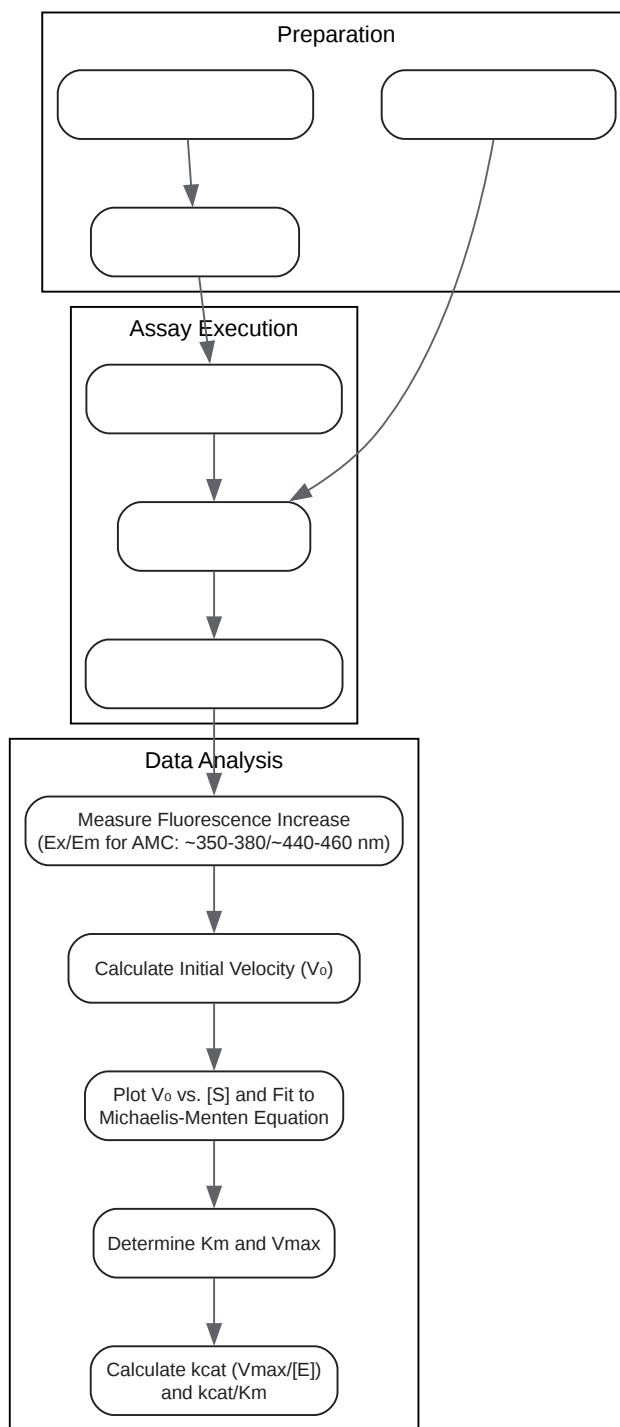 Preparation
Assay Execution
Data Analysis
Measure Fluorescence Increase
(Ex/Em for AMC: ~350-380/~440-460 nm)
Calculate Initial Velocity (V₀)
Plot V₀ vs. [S] and Fit to
Michaelis-Menten Equation
Determine Km and Vmax
Calculate kcat (Vmax/[E])
and kcat/Km